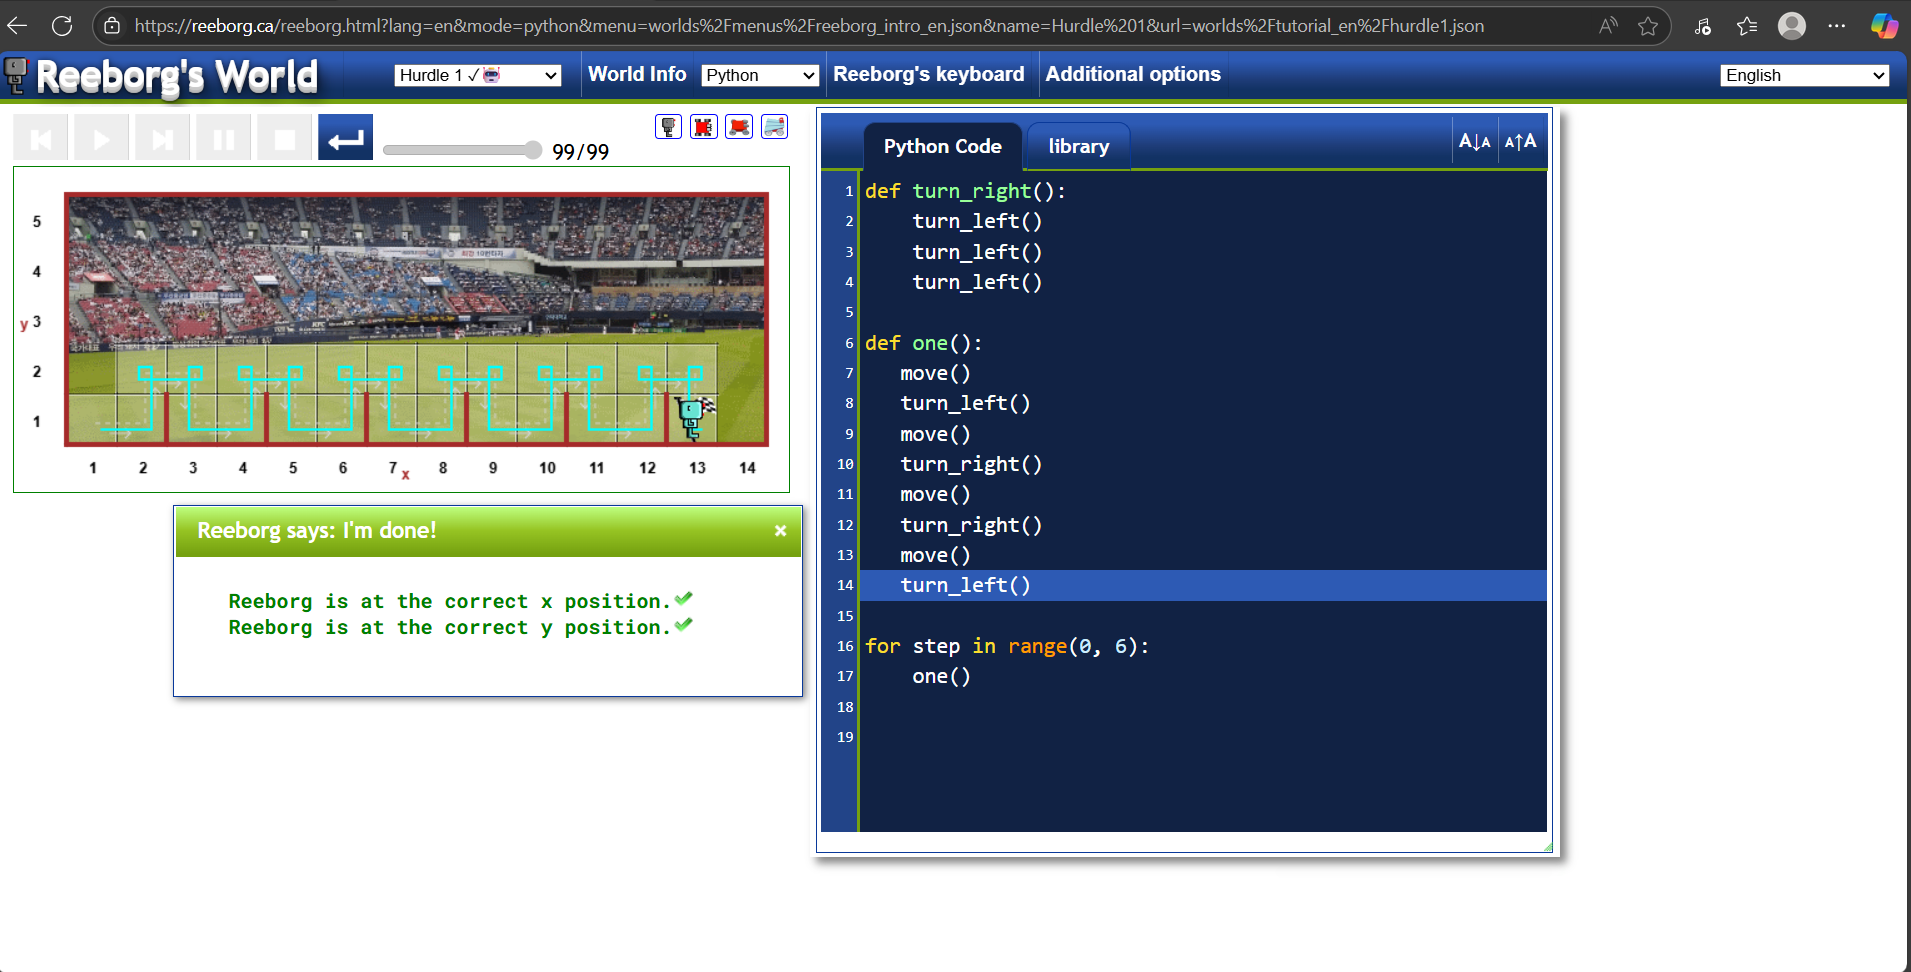 https://reeborg.ca/reeborg.html?lang=en&mode=python&menu=worlds%2Fmenus%2Freeborg_intro_en.json&name=Hurdle%201&url=worlds%2Ftutorial_en%2Fhurdle1.json
Reeborg's World
Hurdle 1 ✓🤖
World Info
Python
Reeborg's keyboard
Additional options
English
99/99
5
4
y 3
2
1
1 2 3 4 5 6 7 x 8 9 10 11 12 13 14
Reeborg says: I'm done!
×
Reeborg is at the correct x position.✔
Reeborg is at the correct y position.✔
Python Code
library
A↓A
A↑A
1 def turn_right():
2     turn_left()
3     turn_left()
4     turn_left()
5
6 def one():
7    move()
8    turn_left()
9    move()
10    turn_right()
11    move()
12    turn_right()
13    move()
14    turn_left()
15
16 for step in range(0, 6):
17     one()
18
19